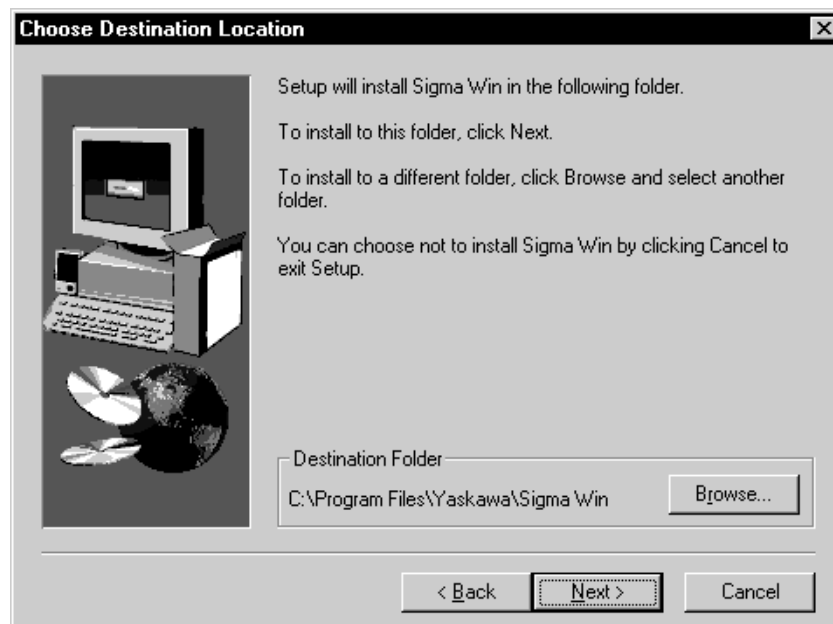 Choose Destination Location
Setup will install Sigma Win in the following folder.
To install to this folder, click Next.
To install to a different folder, click Browse and select another
folder.
You can choose not to install Sigma Win by clicking Cancel to
exit Setup.
Destination Folder
C:\Program Files\Yaskawa\Sigma Win
Browse...
< Back
Next >
Cancel